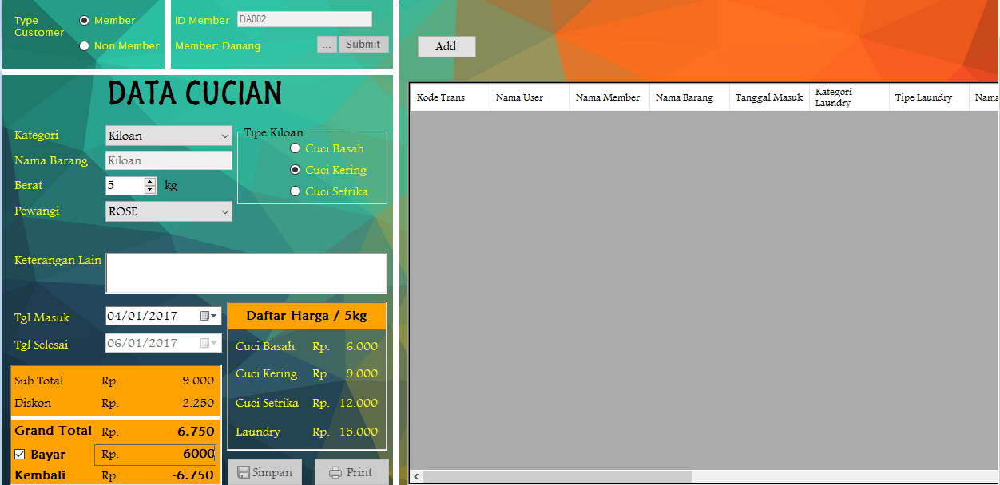 Type Customer
Member
Non Member
ID Member DA002
Member: Danang ... Submit
DATA CUCIAN
Kategori Kiloan
Nama Barang Kiloan
Berat 5 kg
Pewangi ROSE
Tipe Kiloan
Cuci Basah
Cuci Kering
Cuci Setrika
Keterangan Lain
Tgl Masuk 04/01/2017
Tgl Selesai 06/01/2017
Daftar Harga / 5kg
Cuci Basah Rp. 6.000
Cuci Kering Rp. 9.000
Cuci Setrika Rp. 12.000
Laundry Rp. 15.000
Sub Total Rp. 9.000
Diskon Rp. 2.250
Grand Total Rp. 6.750
Bayar Rp. 6000
Kembali Rp. -6.750
Simpan Print
Add
Kode Trans Nama User Nama Member Nama Barang Tanggal Masuk Kategori Laundry Tipe Laundry Nama